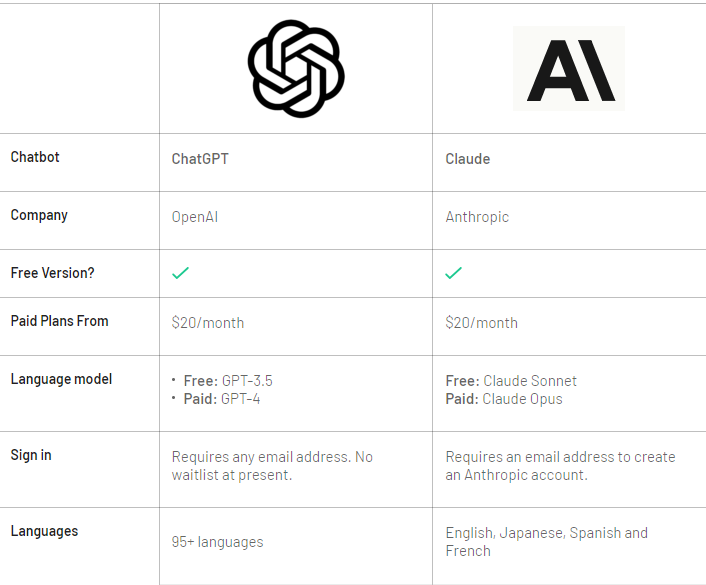 AI
Chatbot
ChatGPT
Claude
Company
OpenAI
Anthropic
Free Version?
Paid Plans From
$20/month
$20/month
Language model
• Free: GPT-3.5
• Paid: GPT-4
Free: Claude Sonnet
Paid: Claude Opus
Sign in
Requires any email address. No
waitlist at present.
Requires an email address to create
an Anthropic account.
Languages
95+ languages
English, Japanese, Spanish and
French